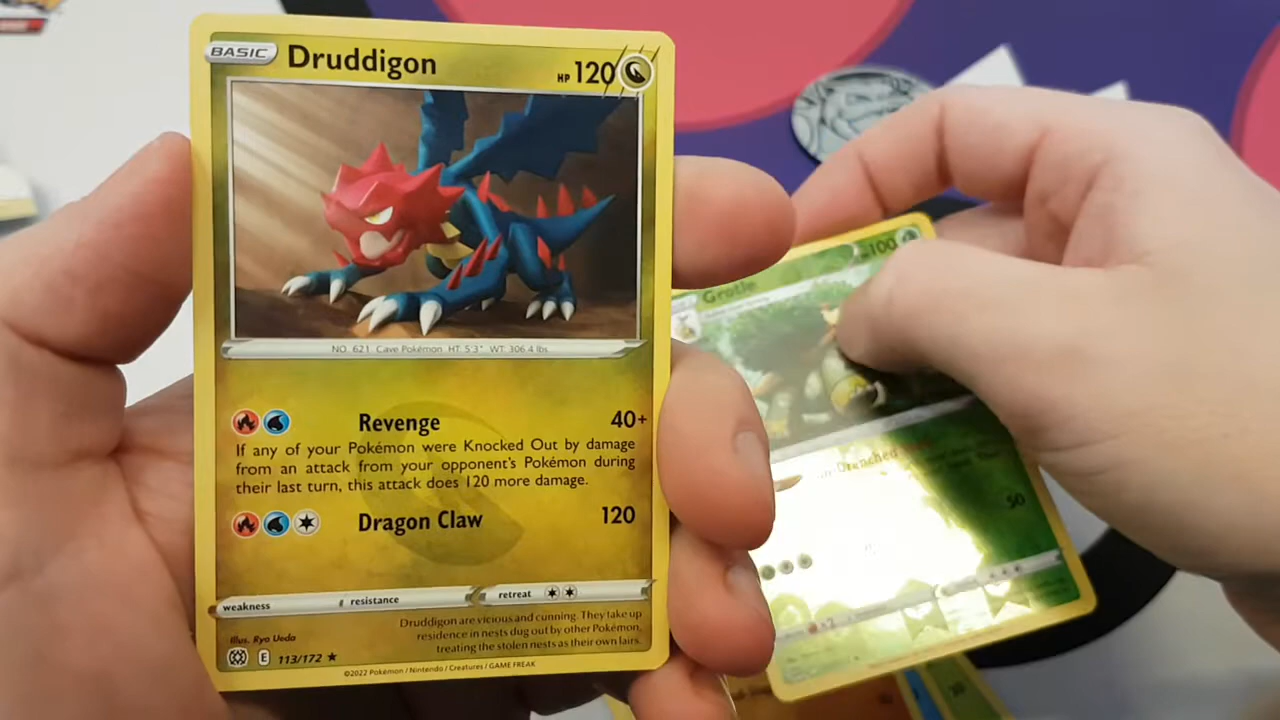 BASIC Druddigon HP 120
NO. 621 Cave Pokémon HT: 5'3" WT: 306.4 lbs
Revenge 40+
If any of your Pokémon were Knocked Out by damage
from an attack from your opponent's Pokémon during
their last turn, this attack does 120 more damage.
Dragon Claw 120
weakness resistance retreat
Druddigon are vicious and cunning. They take up
residence in nests dug out by other Pokémon,
treating the stolen nests as their own lairs.
Illus. Ryo Ueda
E 113/172
©2022 Pokémon / Nintendo / Creatures / GAME FREAK
Grotle 100
Drenched
50
×2